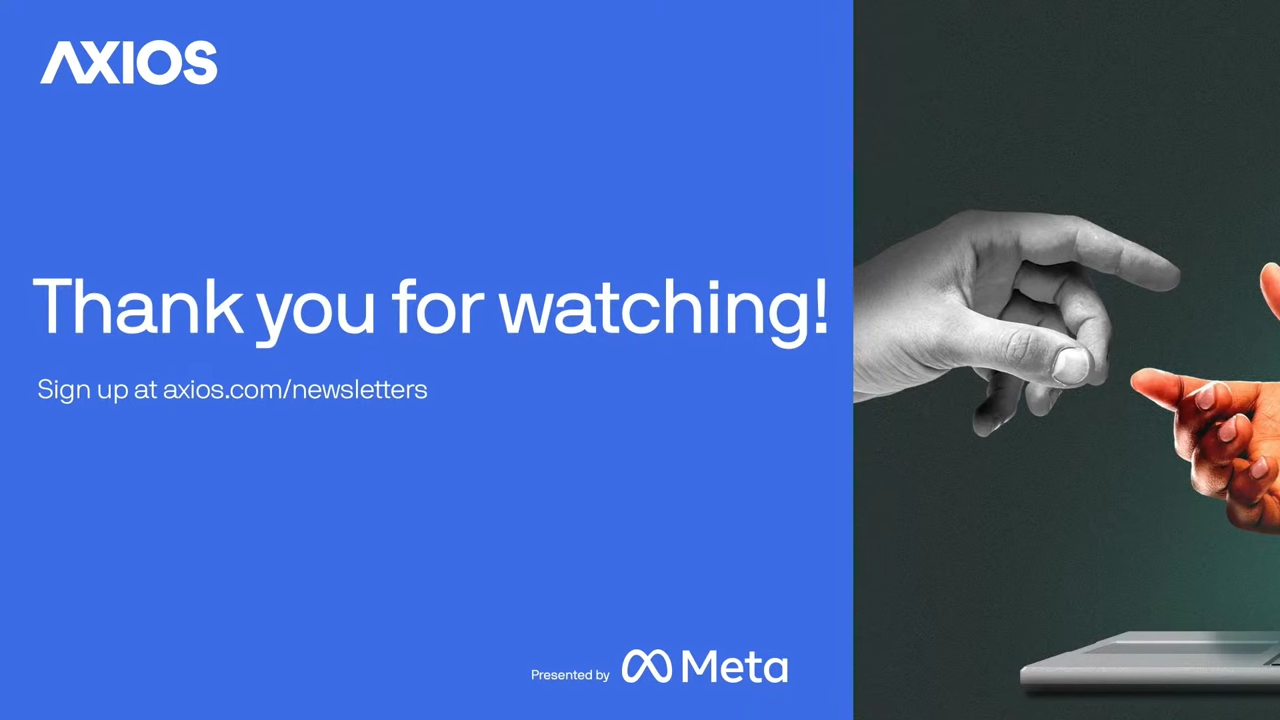 AXIOS
Thank you for watching!
Sign up at axios.com/newsletters
Presented by Meta